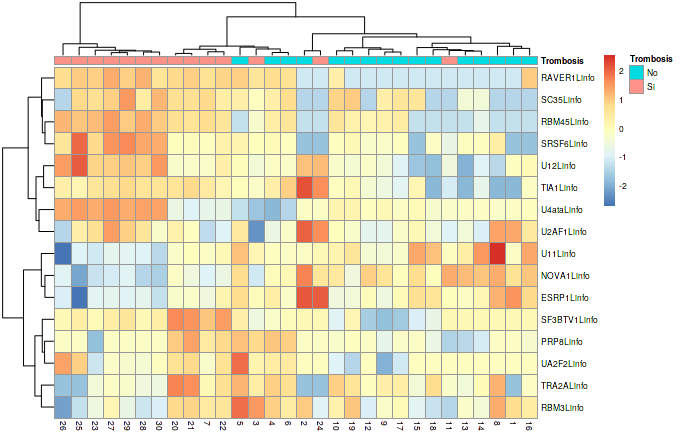 Trombosis
RAVER1Linfo
SC35Linfo
RBM45Linfo
SRSF6Linfo
U12Linfo
TIA1Linfo
U4ataLinfo
U2AF1Linfo
U11Linfo
NOVA1Linfo
ESRP1Linfo
SF3BTV1Linfo
PRP8Linfo
UA2F2Linfo
TRA2ALinfo
RBM3Linfo
26 25 23 27 29 28 30 20 21 7 22 5 3 4 6 2 24 10 19 12 9 17 15 18 11 13 14 8 1 16
2
1
0
-1
-2
Trombosis
No
Si